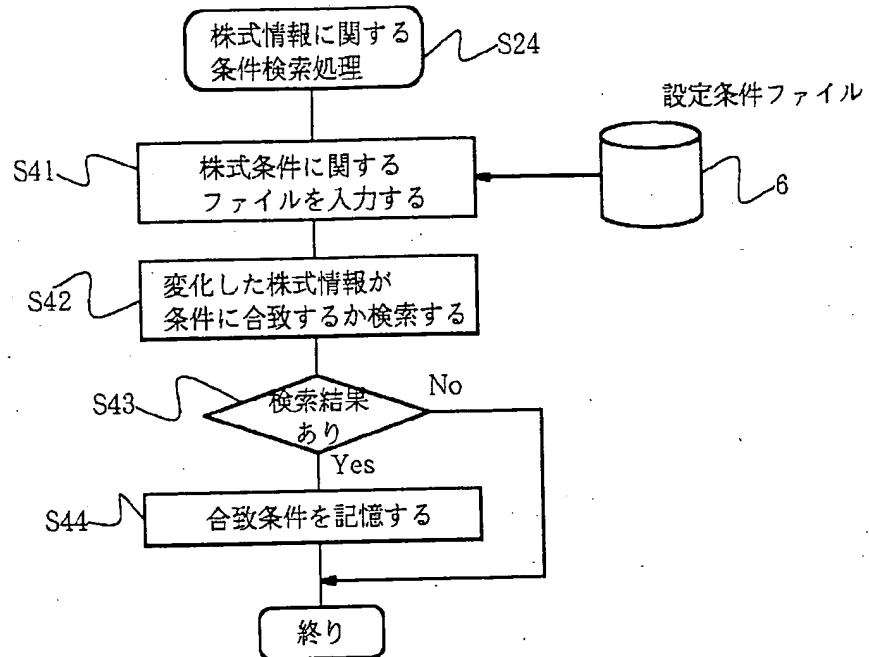 株式情報に関する
条件検索処理
S24
設定条件ファイル
S41
株式条件に関する
ファイルを入力する
6
S42
変化した株式情報が
条件に合致するか検索する
S43
検索結果
あり
No
Yes
S44
合致条件を記憶する
終り